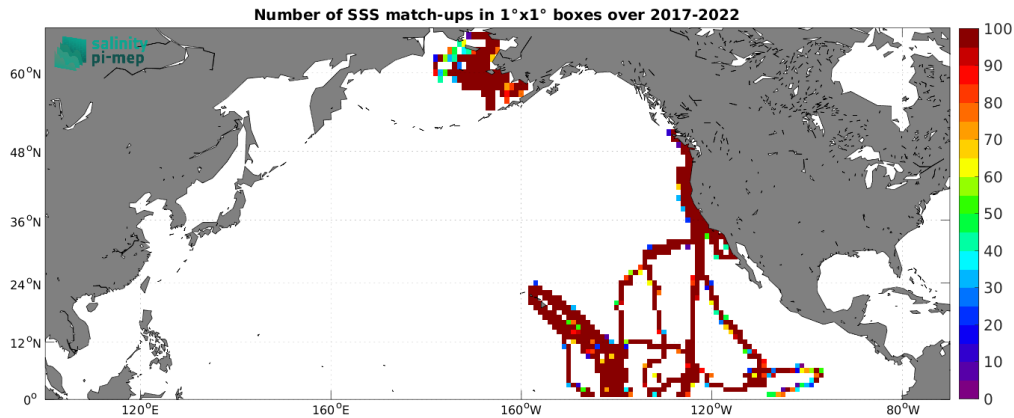 Number of SSS match-ups in 1°x1° boxes over 2017-2022
salinity
pi-mep
60°N
48°N
36°N
24°N
12°N
0°
120°E
160°E
160°W
120°W
80°W
100
90
80
70
60
50
40
30
20
10
0